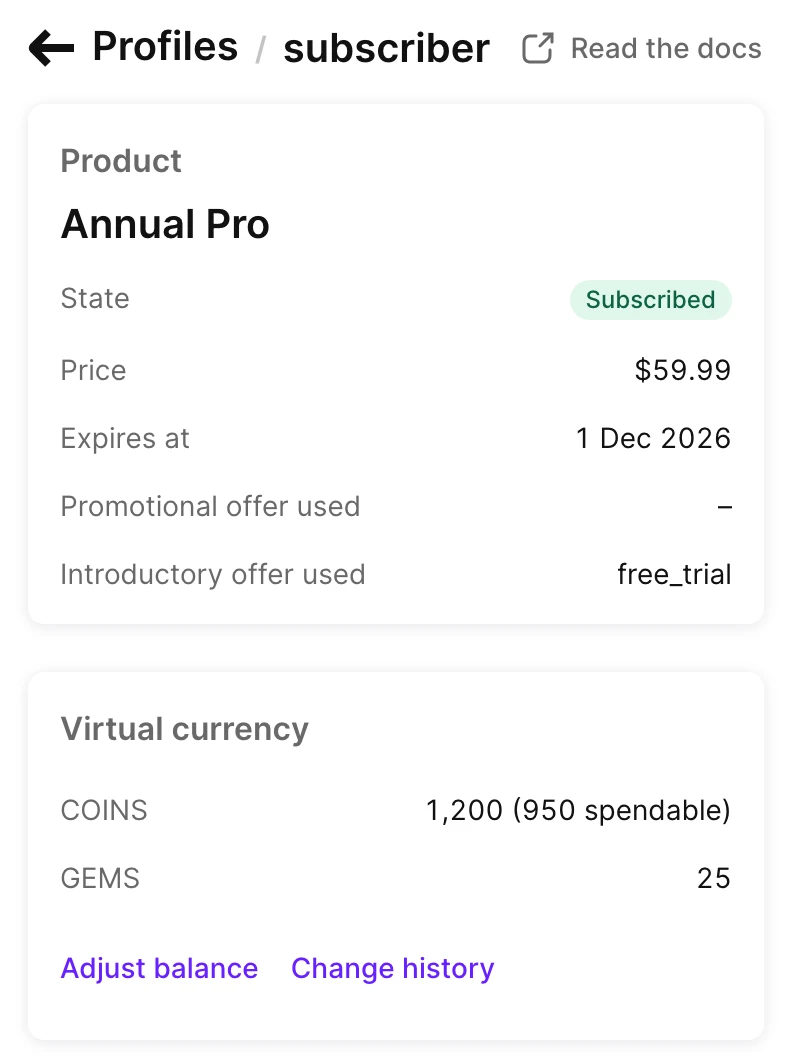 Profiles / subscriber Read the docs
Product
Annual Pro
State Subscribed
Price $59.99
Expires at 1 Dec 2026
Promotional offer used –
Introductory offer used free_trial
Virtual currency
COINS 1,200 (950 spendable)
GEMS 25
Adjust balance Change history